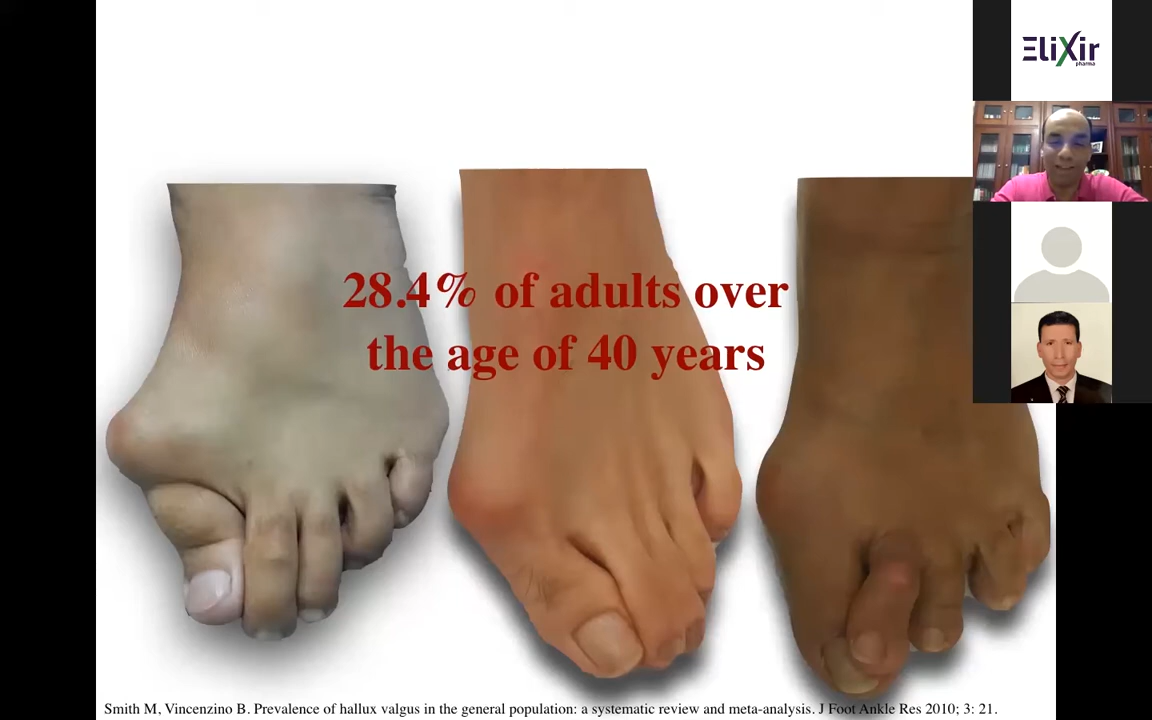 ΞLiXir
pharma
28.4% of adults over
the age of 40 years
Smith M, Vincenzino B. Prevalence of hallux valgus in the general population: a systematic review and meta-analysis. J Foot Ankle Res 2010; 3: 21.